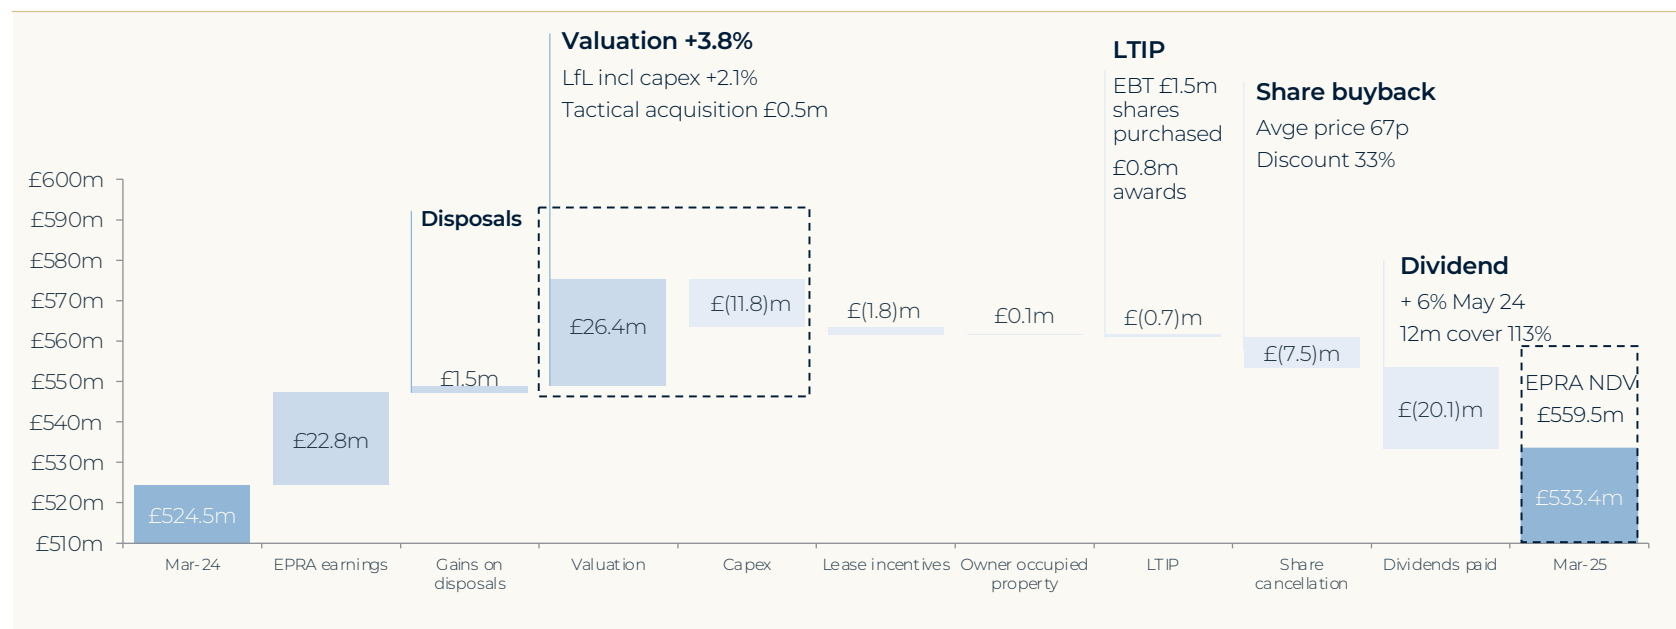 Valuation +3.8%
LfL incl capex +2.1%
Tactical acquisition £0.5m
LTIP
EBT £1.5m
shares
purchased
£0.8m
awards
Share buyback
Avge price 67p
Discount 33%
Disposals
Dividend
+ 6% May 24
12m cover 113%
EPRA NDV
£559.5m
£600m
£590m
£580m
£570m
£560m
£550m
£540m
£530m
£520m
£510m
£524.5m
£22.8m
£1.5m
£26.4m
£(11.8)m
£(1.8)m
£0.1m
£(0.7)m
£(7.5)m
£(20.1)m
£533.4m
Mar-24
EPRA earnings
Gains on
disposals
Valuation
Capex
Lease incentives
Owner occupied
property
LTIP
Share
cancellation
Dividends paid
Mar-25